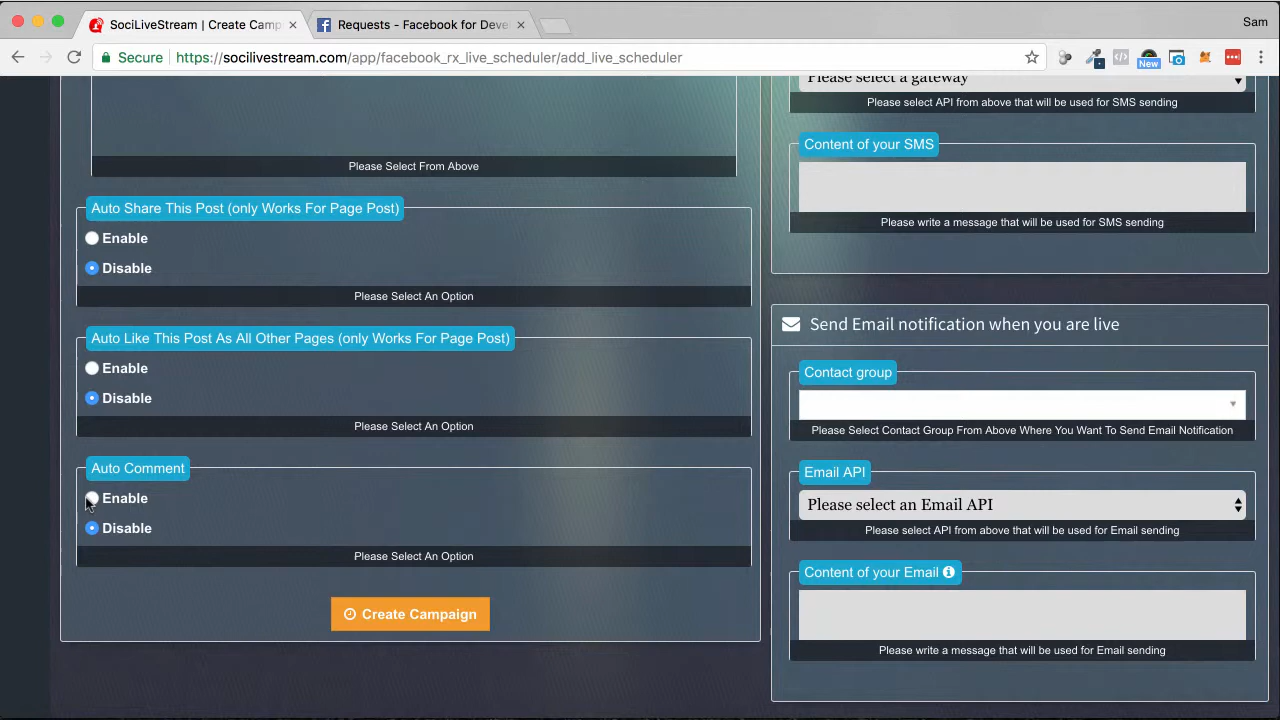 SociLiveStream | Create Camp
Requests - Facebook for Deve
Sam
Secure
https://socilivestream.com/app/facebook_rx_live_scheduler/add_live_scheduler
New
Please Select From Above
Auto Share This Post (only Works For Page Post)
Enable
Disable
Please Select An Option
Auto Like This Post As All Other Pages (only Works For Page Post)
Enable
Disable
Please Select An Option
Auto Comment
Enable
Disable
Please Select An Option
Create Campaign
Please select a gateway
Please select API from above that will be used for SMS sending
Content of your SMS
Please write a message that will be used for SMS sending
Send Email notification when you are live
Contact group
Please Select Contact Group From Above Where You Want To Send Email Notification
Email API
Please select an Email API
Please select API from above that will be used for Email sending
Content of your Email
Please write a message that will be used for Email sending